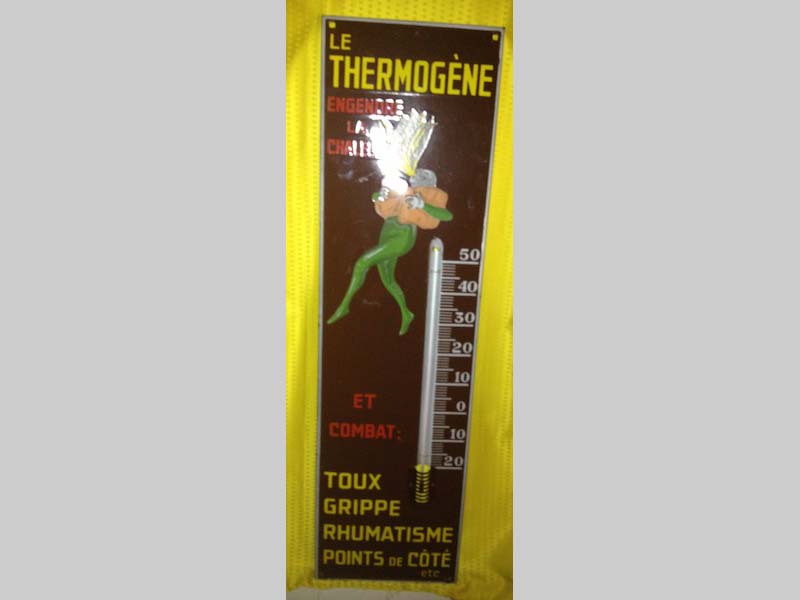 LE
THERMOGÈNE
ENGENDRE
LA
ET
COMBAT:
TOUX
GRIPPE
RHUMATISME
POINTS DE CÔTÉ
etc
50
40
30
20
10
0
10
20